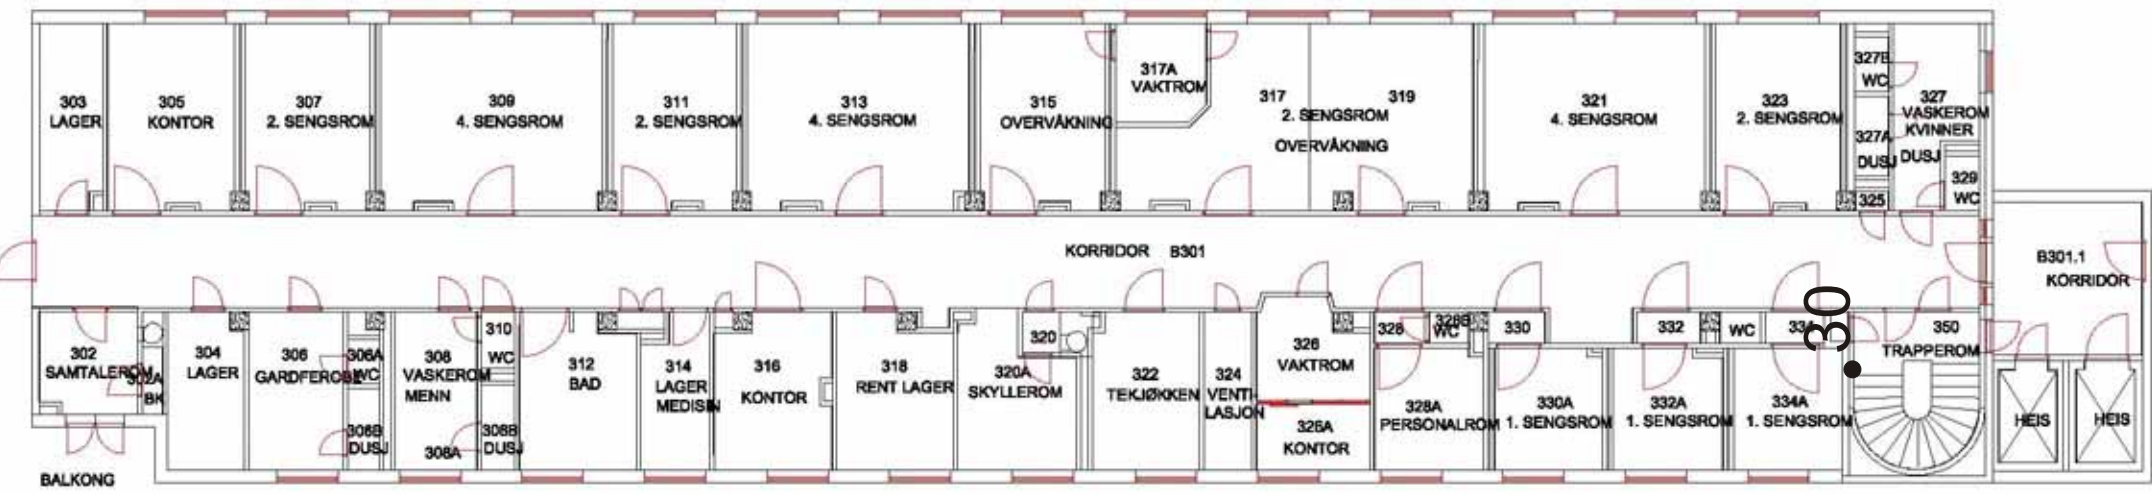 303
LAGER
305
KONTOR
307
2. SENGSROM
309
4. SENGSROM
311
2. SENGSROM
313
4. SENGSROM
315
OVERVÅKNING
317A
VAKTROM
317
319
2. SENGSROM
OVERVÅKNING
321
4. SENGSROM
323
2. SENGSROM
327B
WC
327A
DUSJ
325
327
VASKEROM
KVINNER
DUSJ
329
WC
KORRIDOR B301
B301.1
KORRIDOR
302
SAMTALEROM
302A
BK
304
LAGER
306
GARDFEROBE
306A
WC
306B
DUSJ
308
VASKEROM
MENN
308A
310
WC
308B
DUSJ
312
BAD
314
LAGER
MEDISIN
316
KONTOR
318
RENT LAGER
320
320A
SKYLLEROM
322
TEKJØKKEN
324
VENTI-
LASJON
326
VAKTROM
326A
KONTOR
328
328B
WC
328A
PERSONALROM
330
330A
1. SENGSROM
332
332A
1. SENGSROM
WC
334
334A
1. SENGSROM
.30
350
TRAPPEROM
HEIS
HEIS
BALKONG